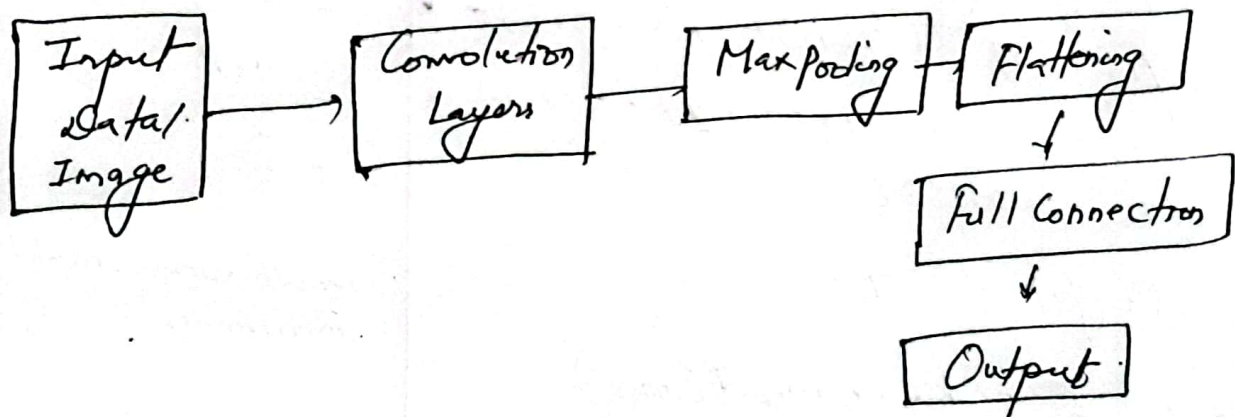 Input
Data/
Image
Convolution
Layers
Max Pooling
Flattening
Full Connection
Output